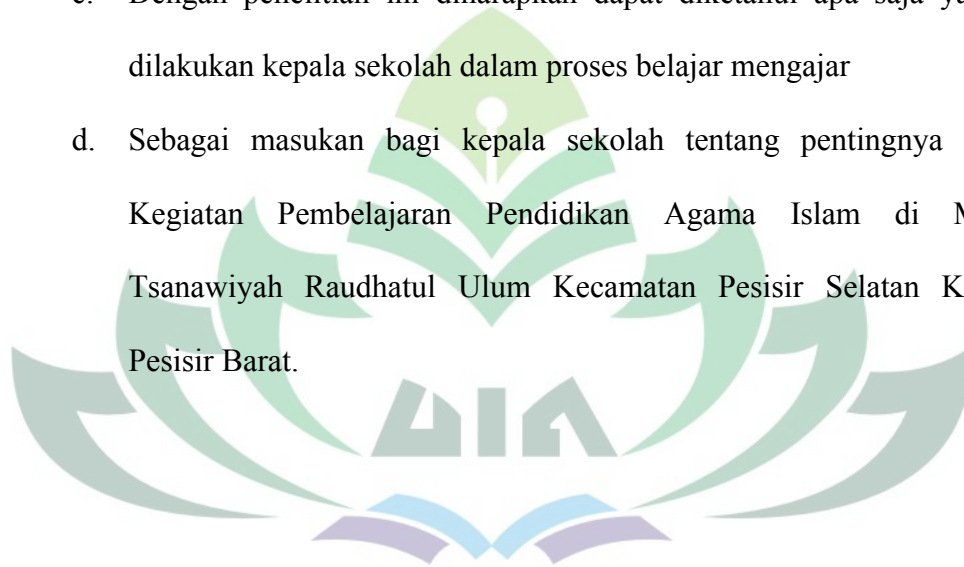 dilakukan kepala sekolah dalam proses belajar mengajar
d. Sebagai masukan bagi kepala sekolah tentang pentingnya
Kegiatan Pembelajaran Pendidikan Agama Islam di
Tsanawiyah Raudhatul Ulum Kecamatan Pesisir Selatan
Pesisir Barat.
UIN